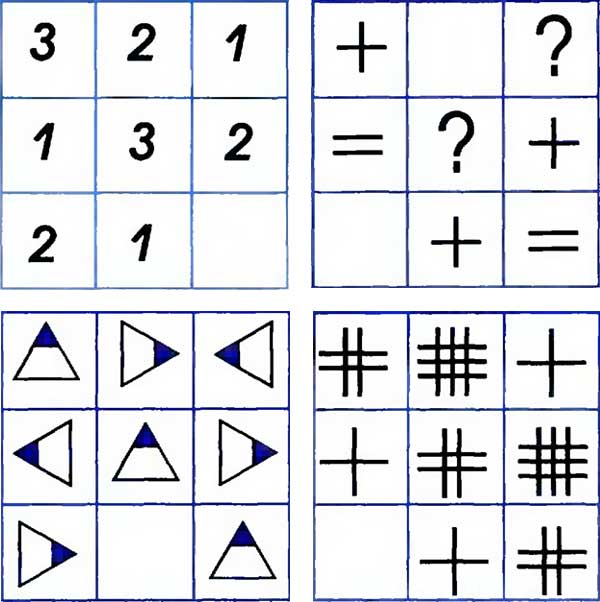 3 2 1
+ ?
1 3 2
= ? +
2 1
+ =